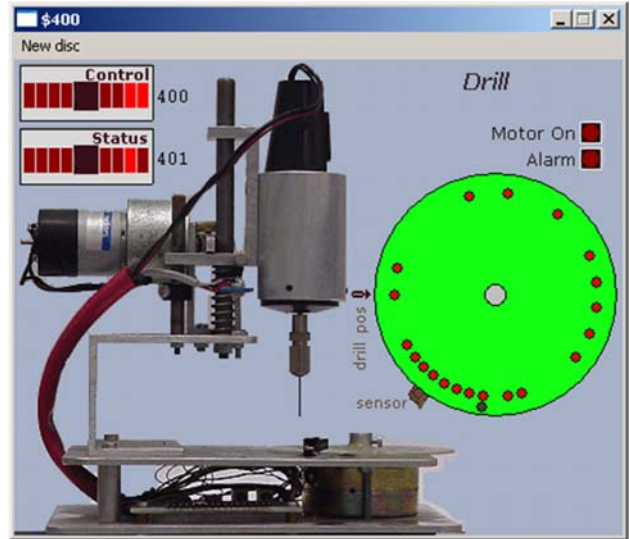 $400
New disc
Control
400
Status
401
Drill
Motor On
Alarm
drill pos
sensor